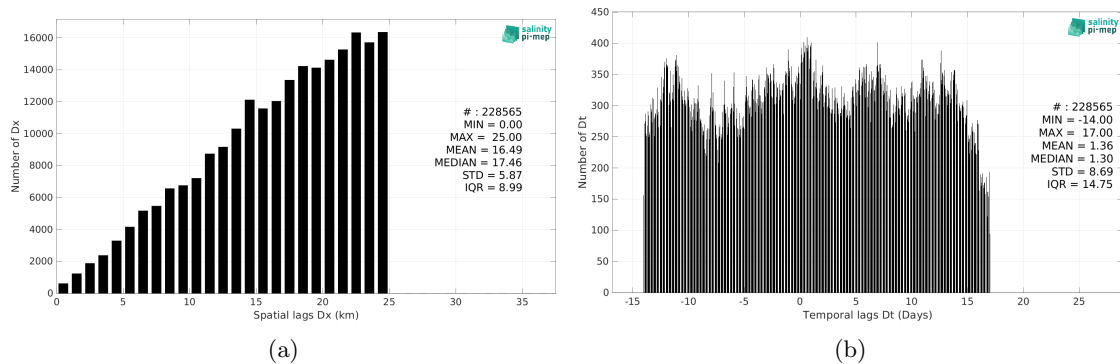 salinity
pi-mep
16000
14000
12000
10000
8000
6000
4000
2000
0
Number of Dx
# : 228565
MIN = 0.00
MAX = 25.00
MEAN = 16.49
MEDIAN = 17.46
STD = 5.87
IQR = 8.99
0 5 10 15 20 25 30 35
Spatial lags Dx (km)
(a)
salinity
pi-mep
450
400
350
300
250
200
150
100
50
0
Number of Dt
# : 228565
MIN = -14.00
MAX = 17.00
MEAN = 1.36
MEDIAN = 1.30
STD = 8.69
IQR = 14.75
-15 -10 -5 0 5 10 15 20 25
Temporal lags Dt (Days)
(b)